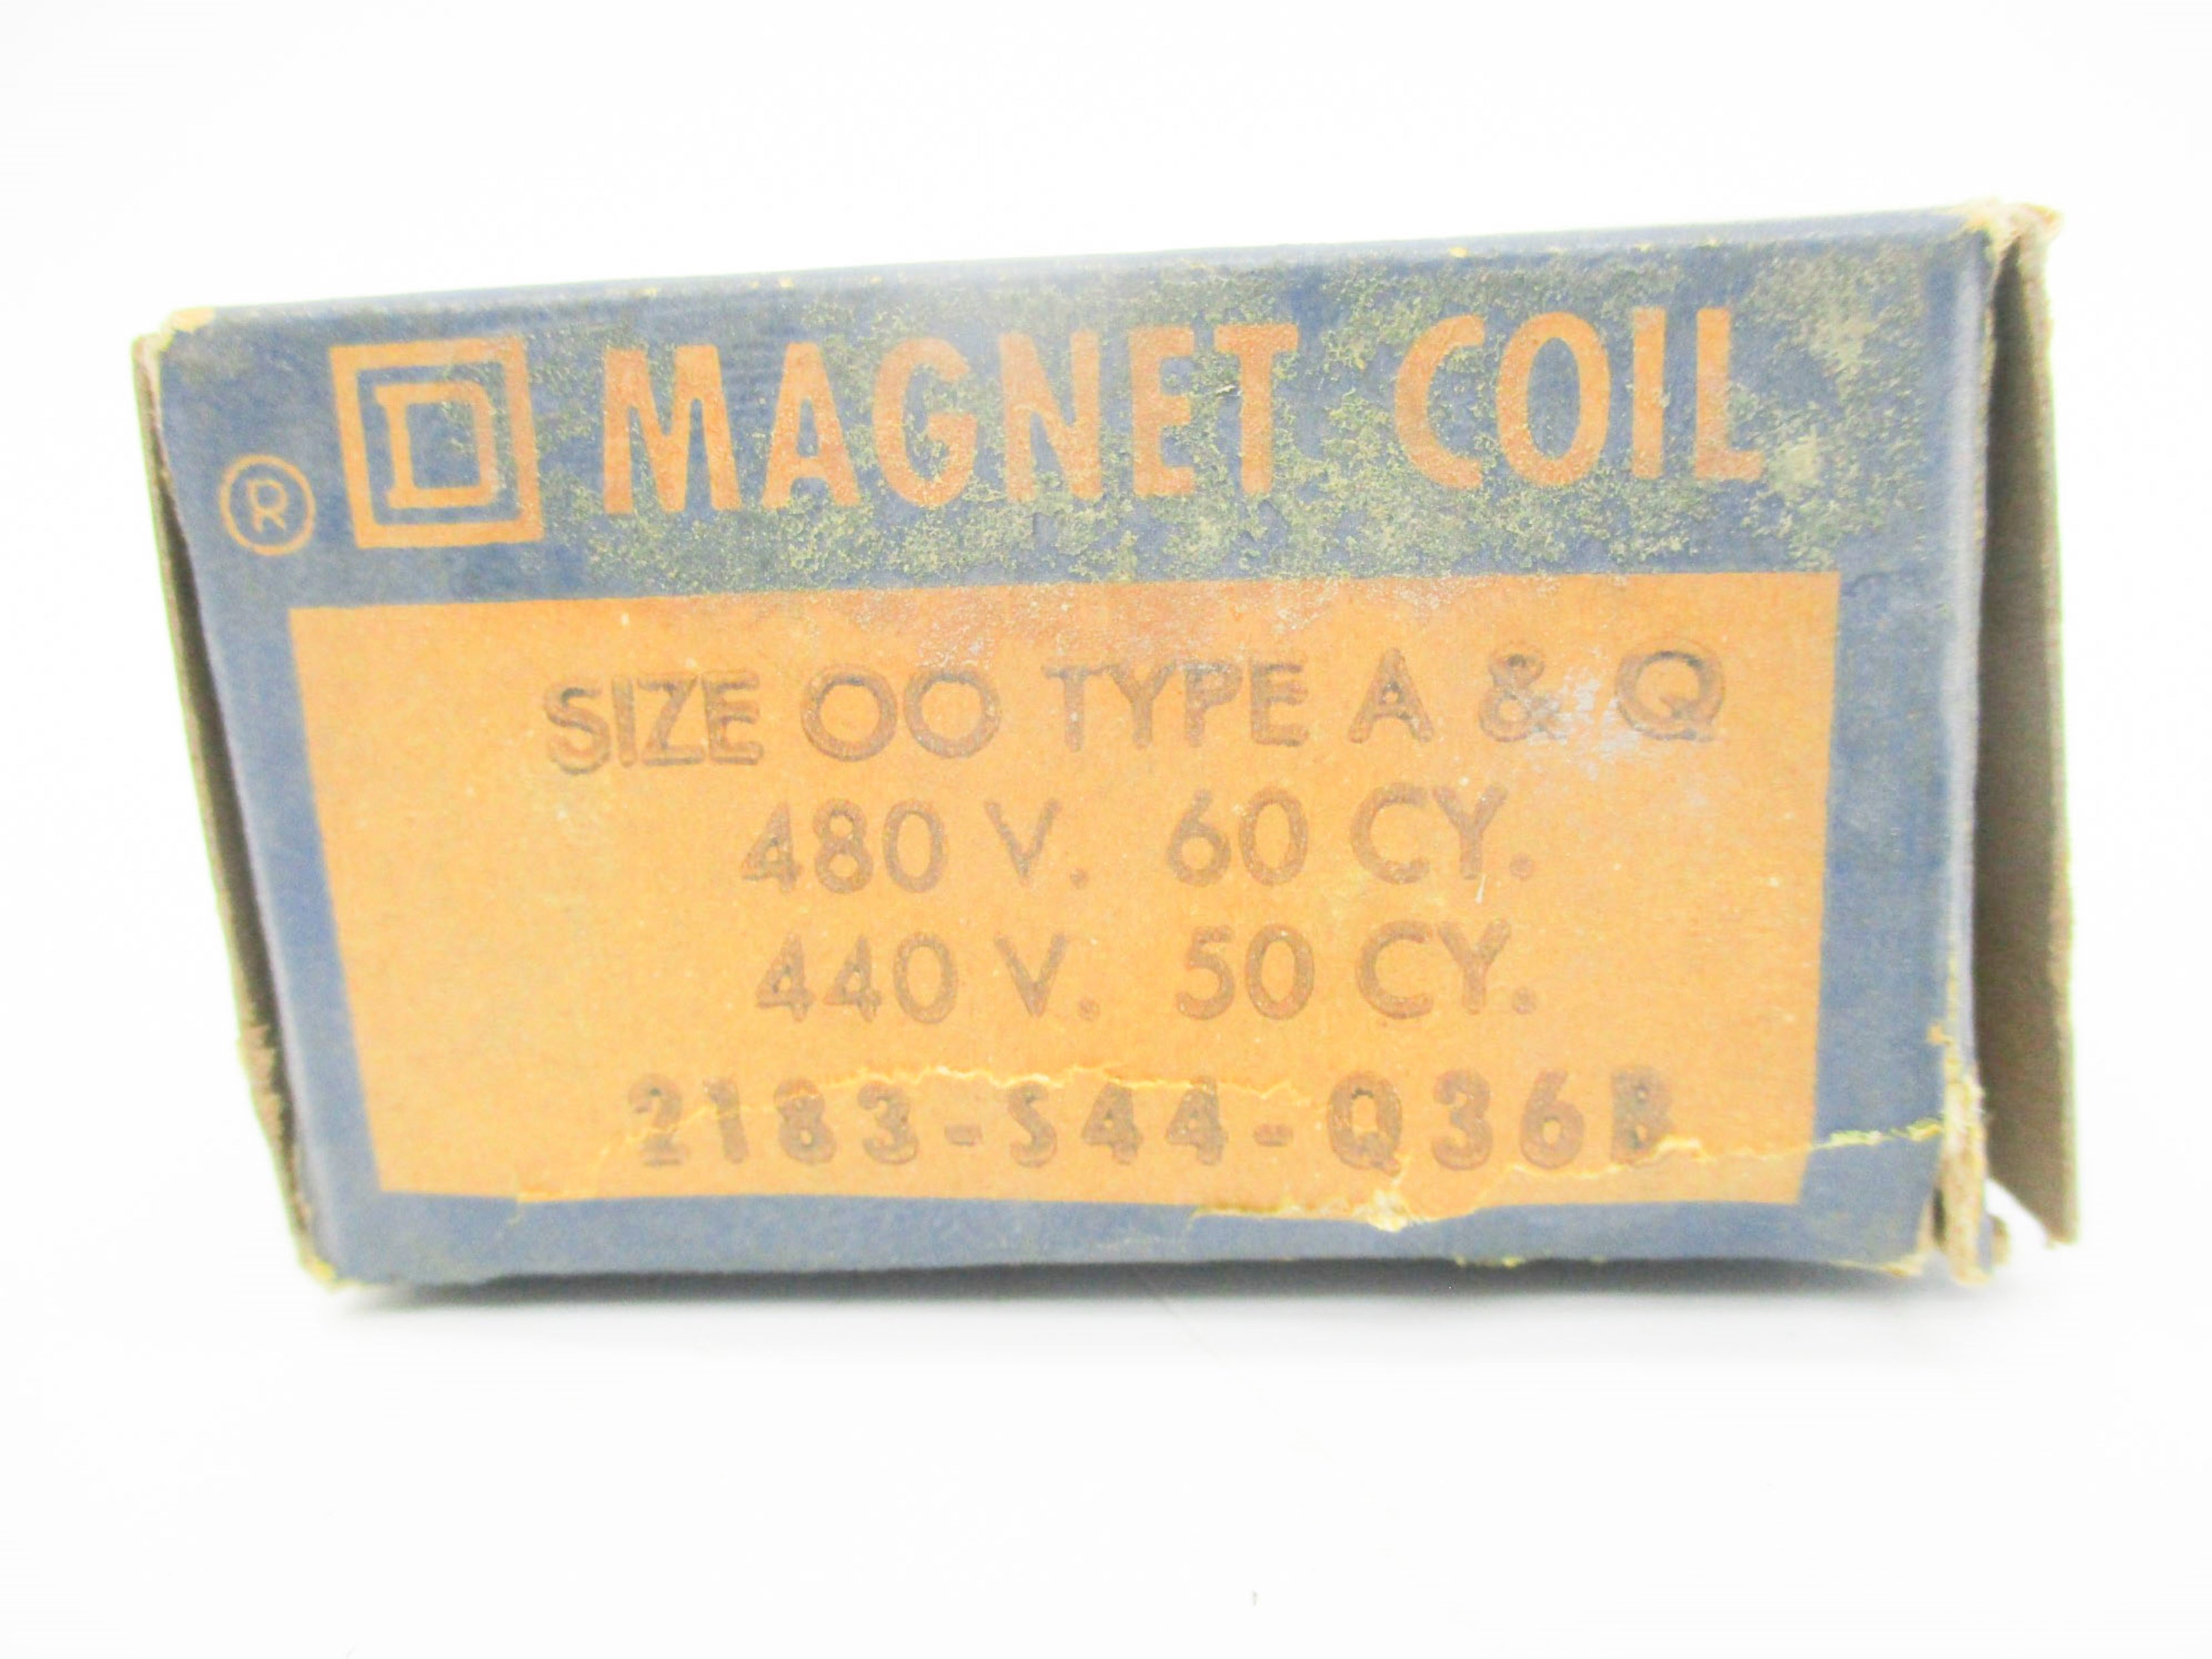 ® D MAGNET COIL
SIZE OO TYPE A & Q
480 V. 60 CY.
440 V. 50 CY.
2183-S44-Q36B